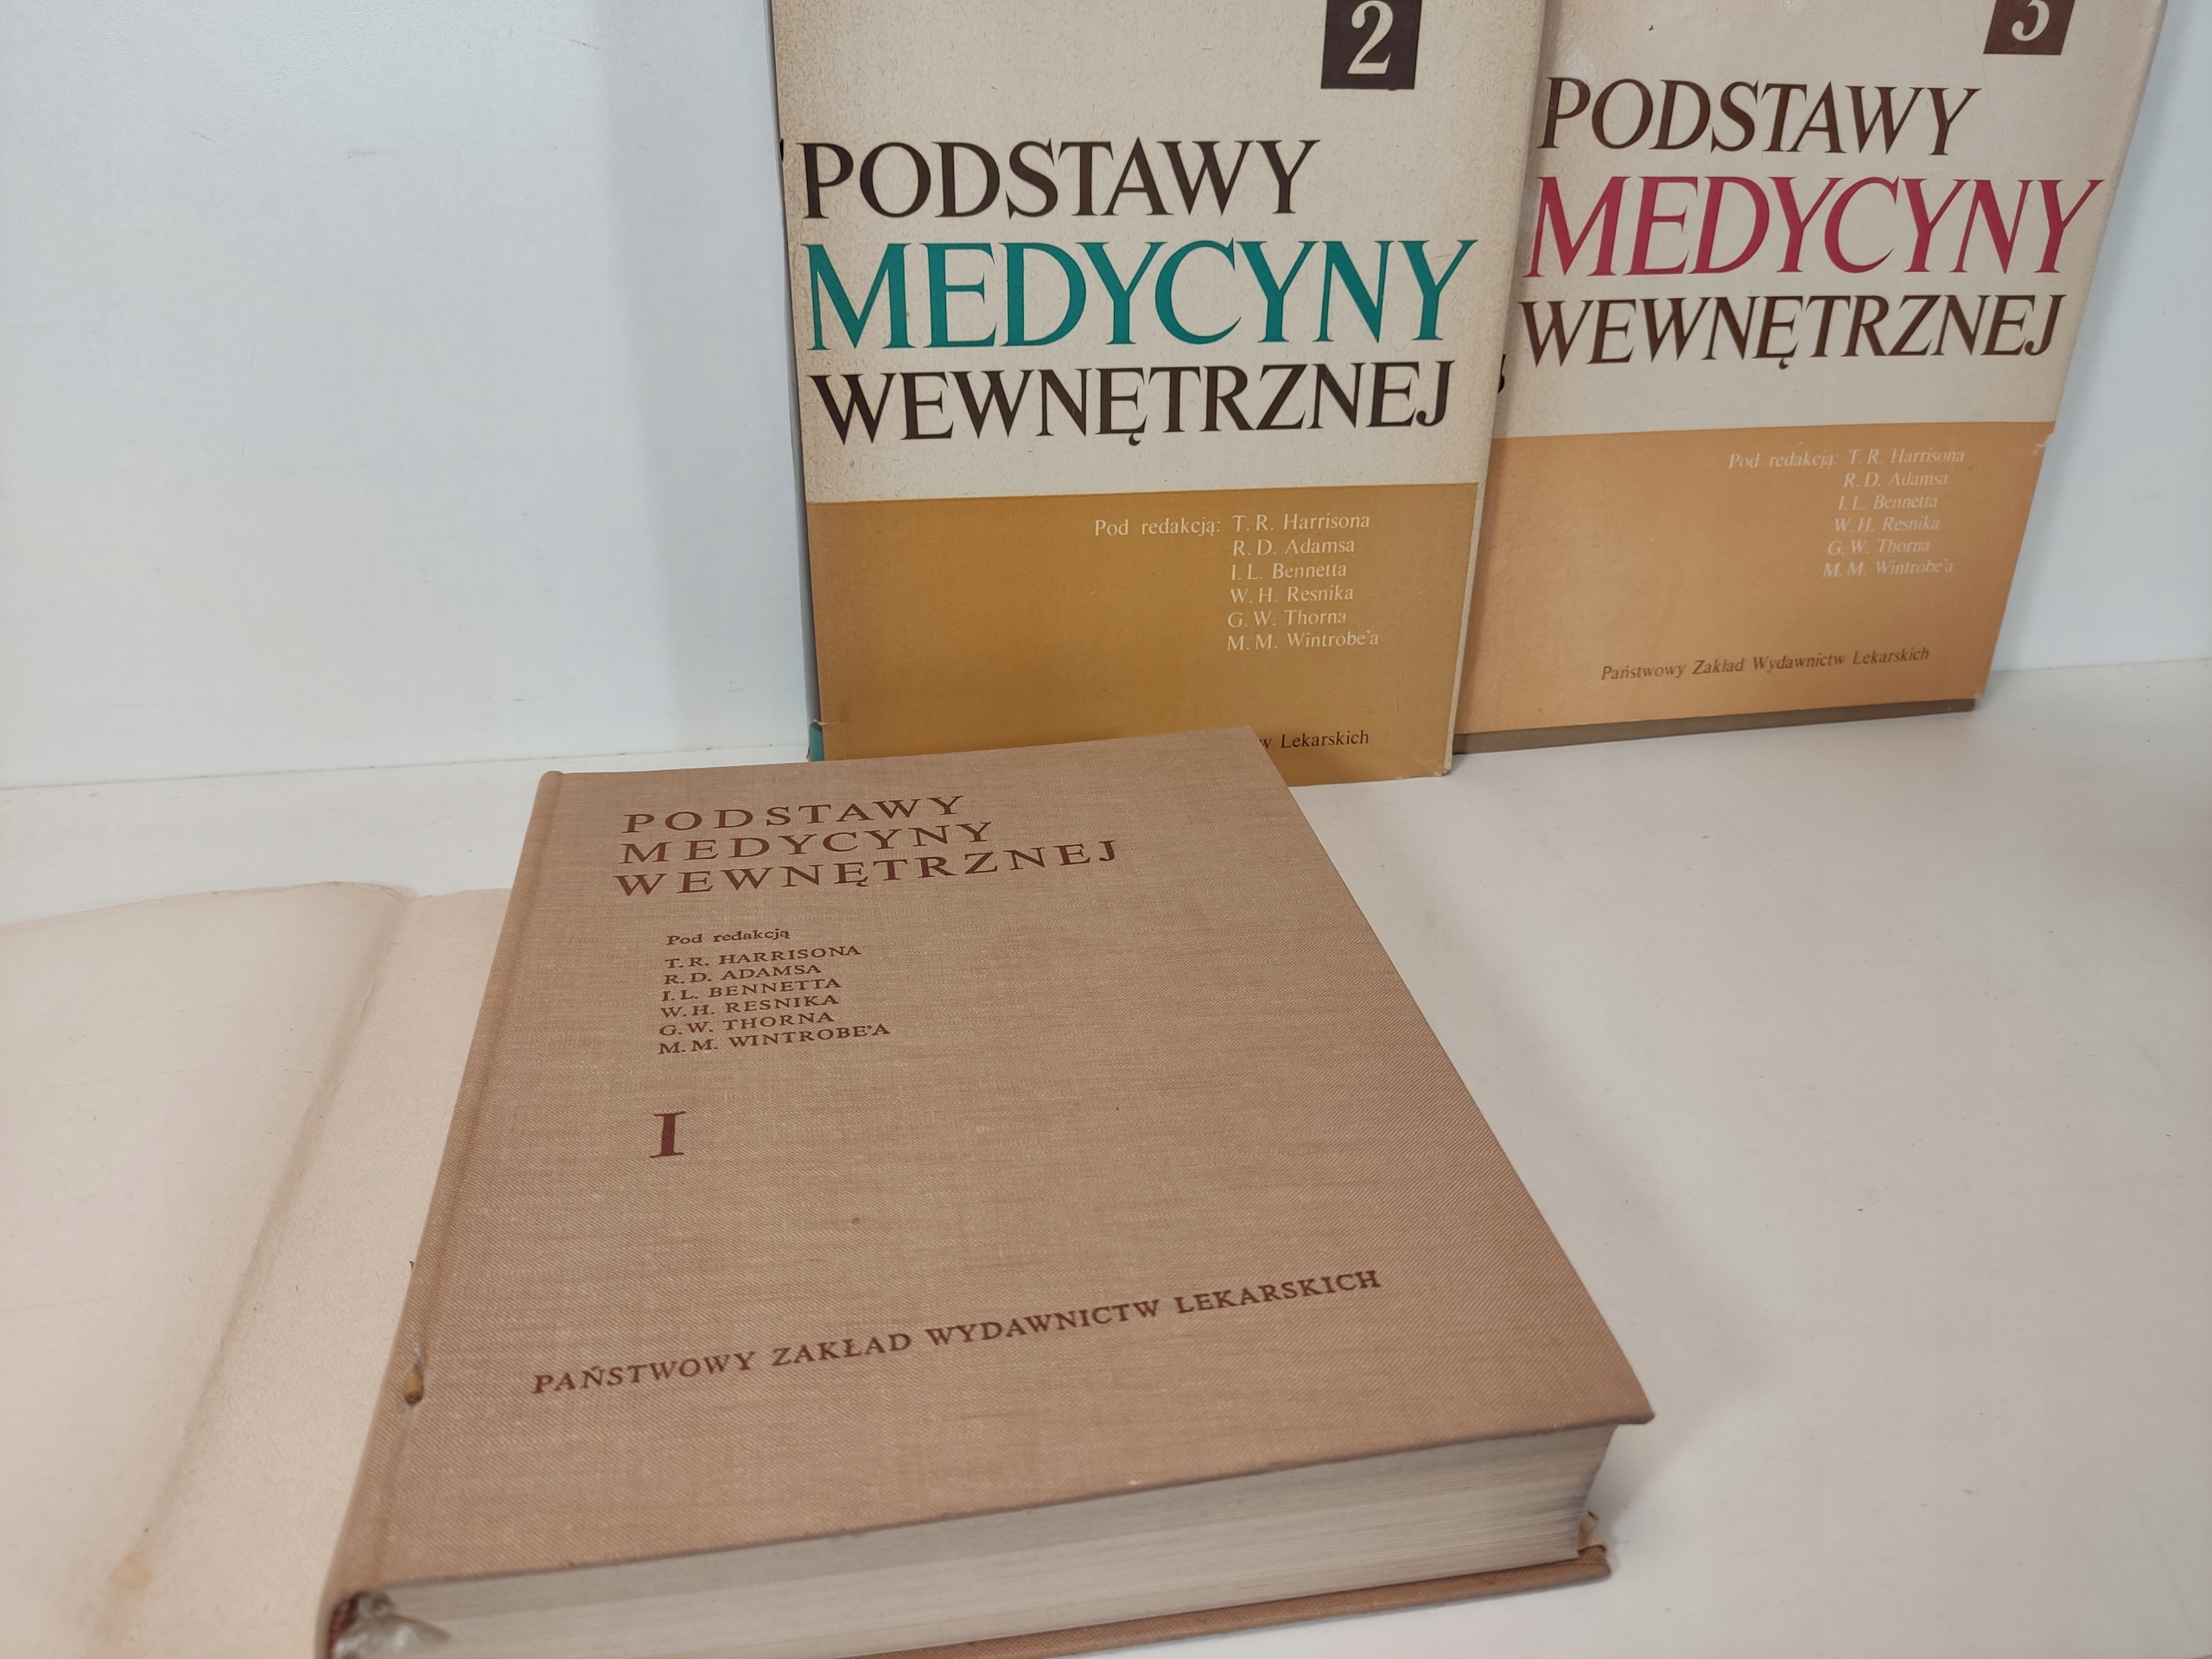 2
PODSTAWY
MEDYCYNY
WEWNĘTRZNEJ
Pod redakcją: T. R. Harrisona
R. D. Adamsa
I. L. Bennetta
W. H. Resnika
G. W. Thorna
M. M. Wintrobe'a
w Lekarskich
3
PODSTAWY
MEDYCYNY
WEWNĘTRZNEJ
Pod redakcją: T. R. Harrisona
R. D. Adamsa
I. L. Bennetta
W. H. Resnika
G. W. Thorna
M. M. Wintrobe'a
Państwowy Zakład Wydawnictw Lekarskich
PODSTAWY
MEDYCYNY
WEWNĘTRZNEJ
Pod redakcją
T. R. HARRISONA
R. D. ADAMSA
I. L. BENNETTA
W. H. RESNIKA
G. W. THORNA
M. M. WINTROBE'A
I
PAŃSTWOWY ZAKŁAD WYDAWNICTW LEKARSKICH